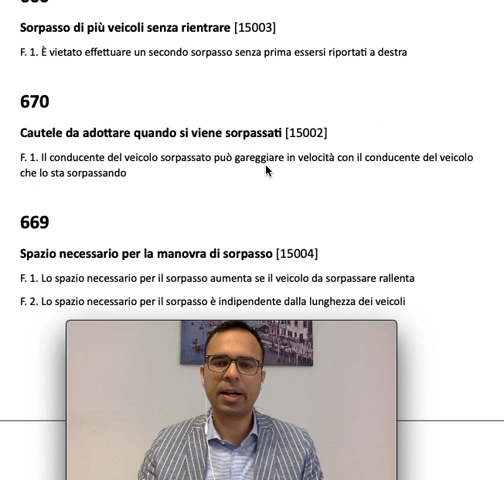 Sorpasso di più veicoli senza rientrare [15003]
F. 1. È vietato effettuare un secondo sorpasso senza prima essersi riportati a destra
670
Cautele da adottare quando si viene sorpassati [15002]
F. 1. Il conducente del veicolo sorpassato può gareggiare in velocità con il conducente del veicolo
che lo sta sorpassando
669
Spazio necessario per la manovra di sorpasso [15004]
F. 1. Lo spazio necessario per il sorpasso aumenta se il veicolo da sorpassare rallenta
F. 2. Lo spazio necessario per il sorpasso è indipendente dalla lunghezza dei veicoli